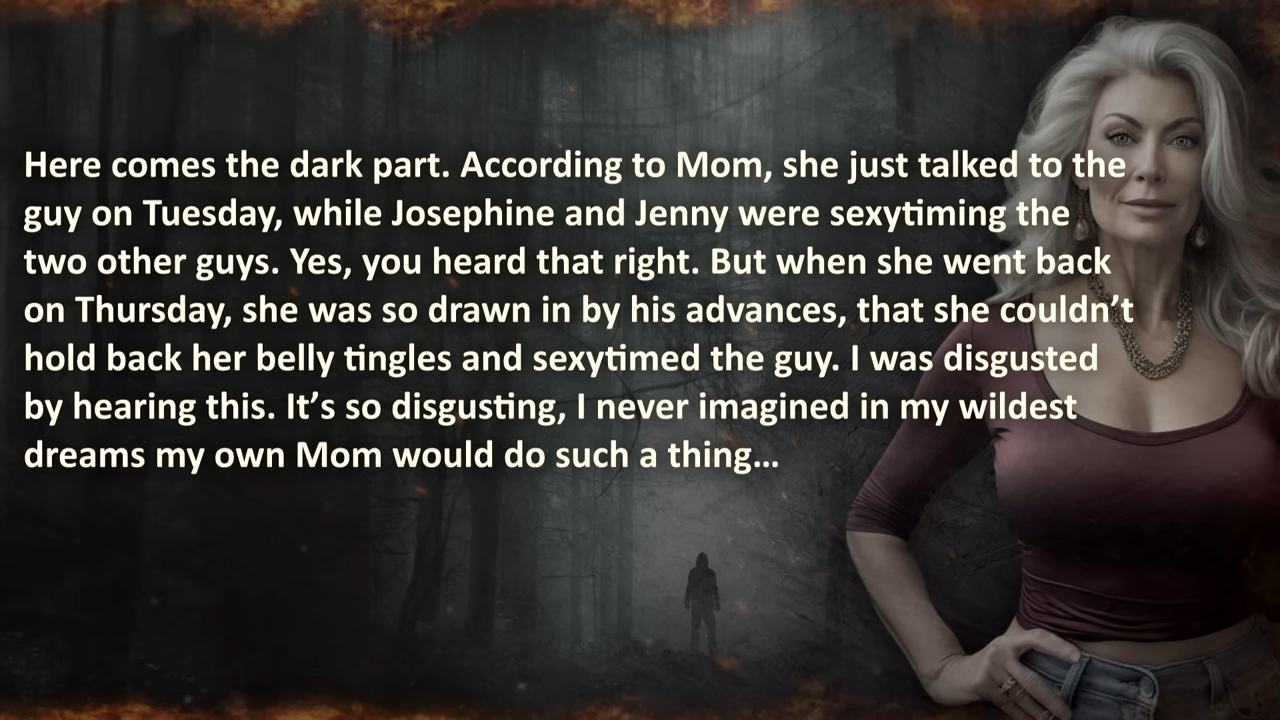 Here comes the dark part. According to Mom, she just talked to the
guy on Tuesday, while Josephine and Jenny were sexytiming the
two other guys. Yes, you heard that right. But when she went back
on Thursday, she was so drawn in by his advances, that she couldn’t
hold back her belly tingles and sexytimed the guy. I was disgusted
by hearing this. It’s so disgusting, I never imagined in my wildest
dreams my own Mom would do such a thing…